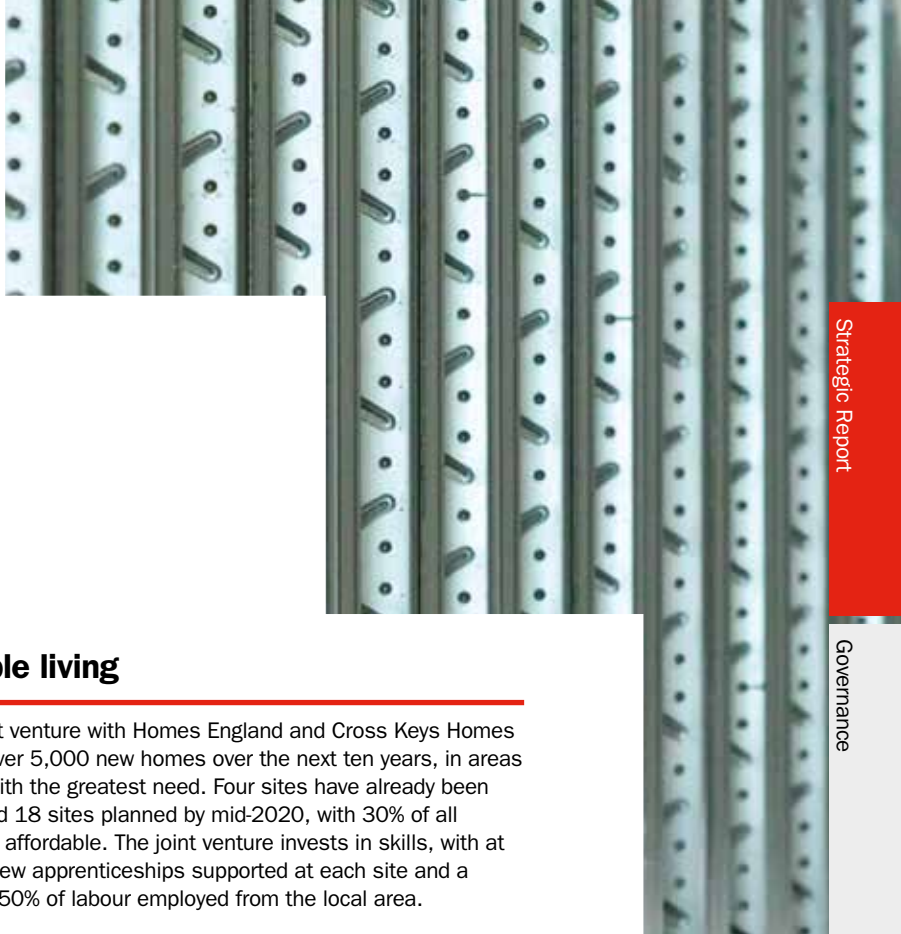 ple living
t venture with Homes England and Cross Keys Homes
ver 5,000 new homes over the next ten years, in areas
ith the greatest need. Four sites have already been
d 18 sites planned by mid-2020, with 30% of all
affordable. The joint venture invests in skills, with at
ew apprenticeships supported at each site and a
50% of labour employed from the local area.
Strategic Report
Governance